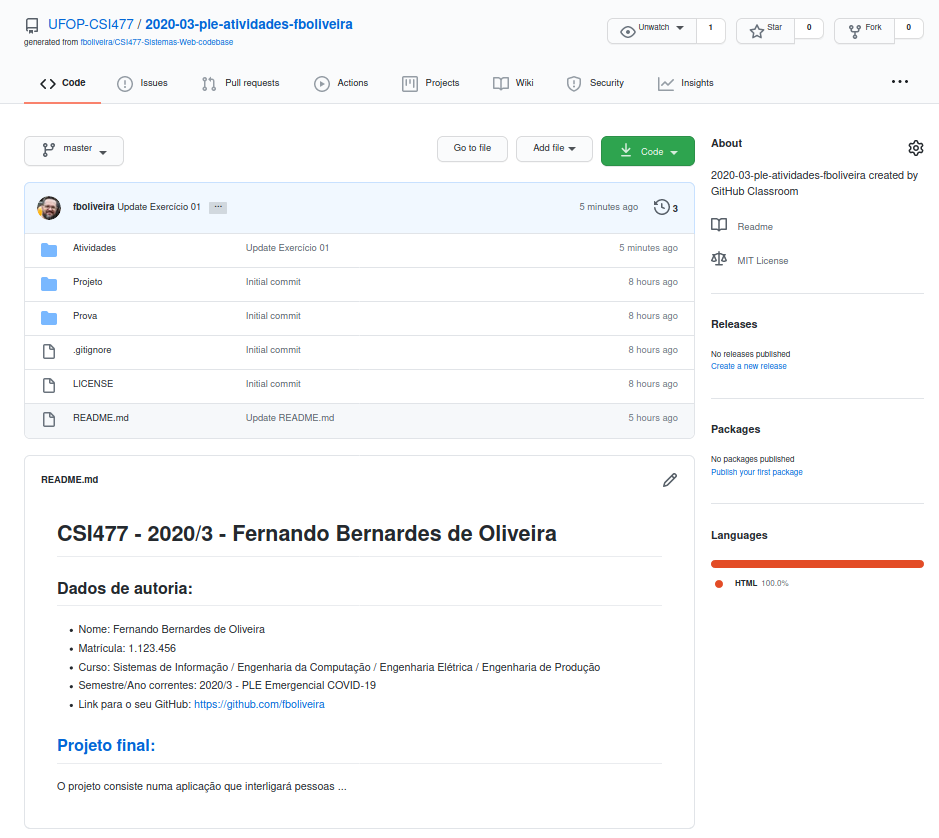 UFOP-CSI477 / 2020-03-ple-atividades-fboliveira
generated from fboliveira/CSI477-Sistemas-Web-codebase
Unwatch 1 Star 0 Fork 0
Code Issues Pull requests Actions Projects Wiki Security Insights ...
master Go to file Add file Code
fboliveira Update Exercício 01 ... 5 minutes ago 3
Atividades Update Exercício 01 5 minutes ago
Projeto Initial commit 8 hours ago
Prova Initial commit 8 hours ago
.gitignore Initial commit 8 hours ago
LICENSE Initial commit 8 hours ago
README.md Update README.md 5 hours ago
README.md
CSI477 - 2020/3 - Fernando Bernardes de Oliveira
Dados de autoria:
• Nome: Fernando Bernardes de Oliveira
• Matrícula: 1.123.456
• Curso: Sistemas de Informação / Engenharia da Computação / Engenharia Elétrica / Engenharia de Produção
• Semestre/Ano correntes: 2020/3 - PLE Emergencial COVID-19
• Link para o seu GitHub: https://github.com/fboliveira
Projeto final:
O projeto consiste numa aplicação que interligará pessoas ...
About
2020-03-ple-atividades-fboliveira created by
GitHub Classroom
Readme
MIT License
Releases
No releases published
Create a new release
Packages
No packages published
Publish your first package
Languages
HTML 100.0%